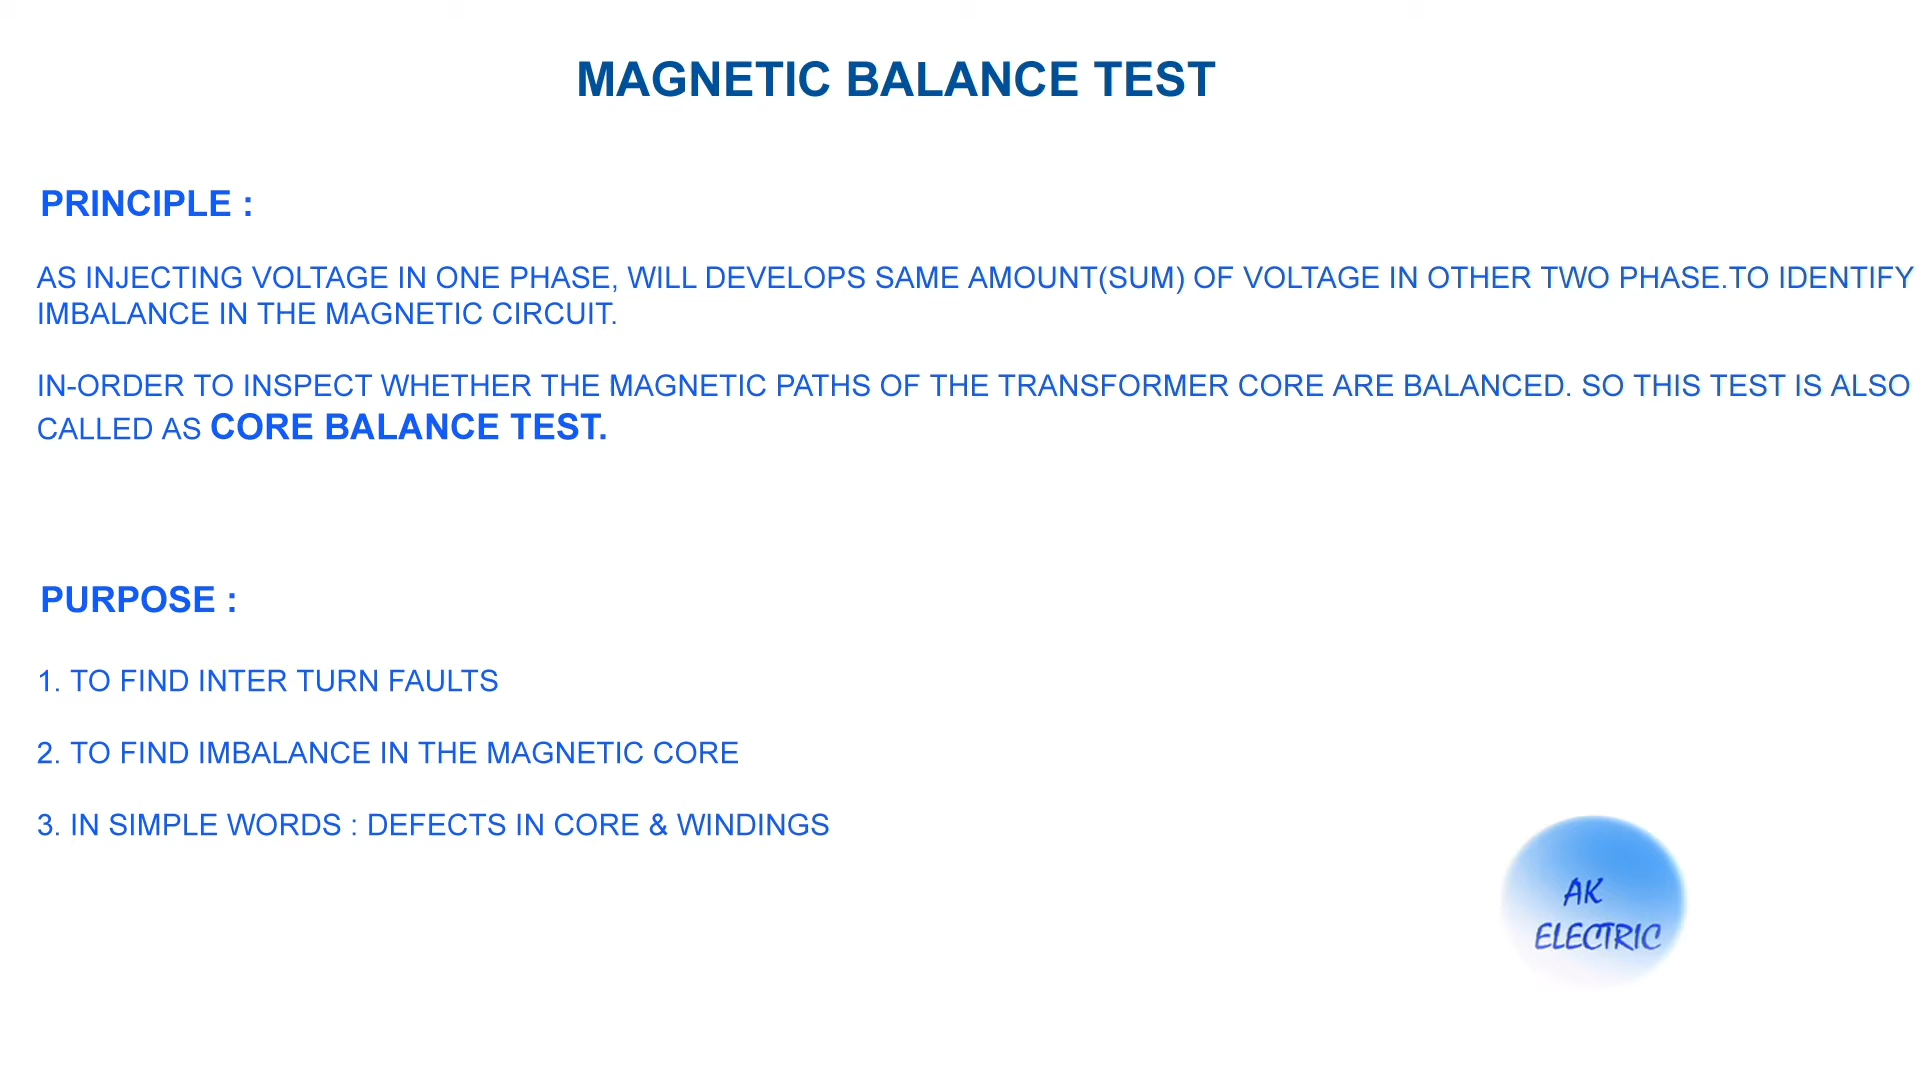 MAGNETIC BALANCE TEST
PRINCIPLE :
AS INJECTING VOLTAGE IN ONE PHASE, WILL DEVELOPS SAME AMOUNT(SUM) OF VOLTAGE IN OTHER TWO PHASE.TO IDENTIFY
IMBALANCE IN THE MAGNETIC CIRCUIT.
IN-ORDER TO INSPECT WHETHER THE MAGNETIC PATHS OF THE TRANSFORMER CORE ARE BALANCED. SO THIS TEST IS ALSO
CALLED AS CORE BALANCE TEST.
PURPOSE :
1. TO FIND INTER TURN FAULTS
2. TO FIND IMBALANCE IN THE MAGNETIC CORE
3. IN SIMPLE WORDS : DEFECTS IN CORE & WINDINGS
AK
ELECTRIC